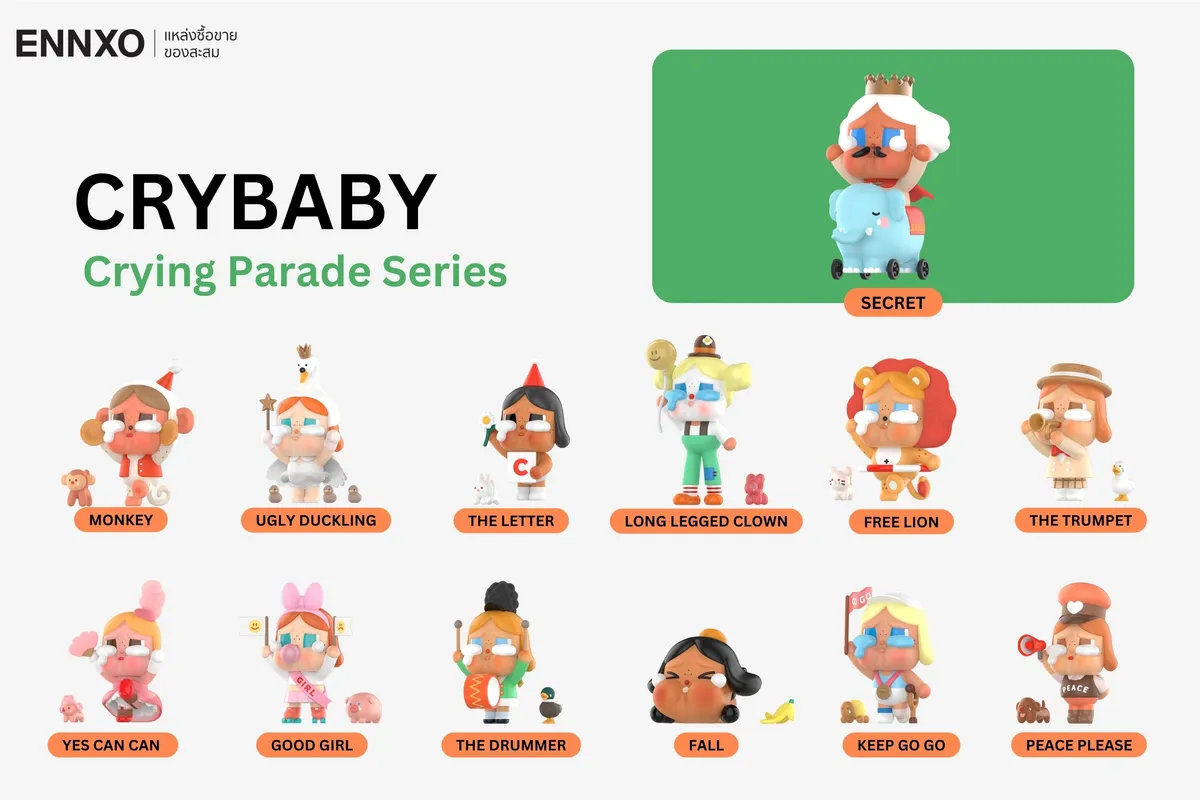 ENNXO
แหล่งซื้อขาย
ของสะสม
CRYBABY
Crying Parade Series
SECRET
C
MONKEY
UGLY DUCKLING
THE LETTER
LONG LEGGED CLOWN
FREE LION
THE TRUMPET
GO GO
GIRL
PEACE
YES CAN CAN
GOOD GIRL
THE DRUMMER
FALL
KEEP GO GO
PEACE PLEASE